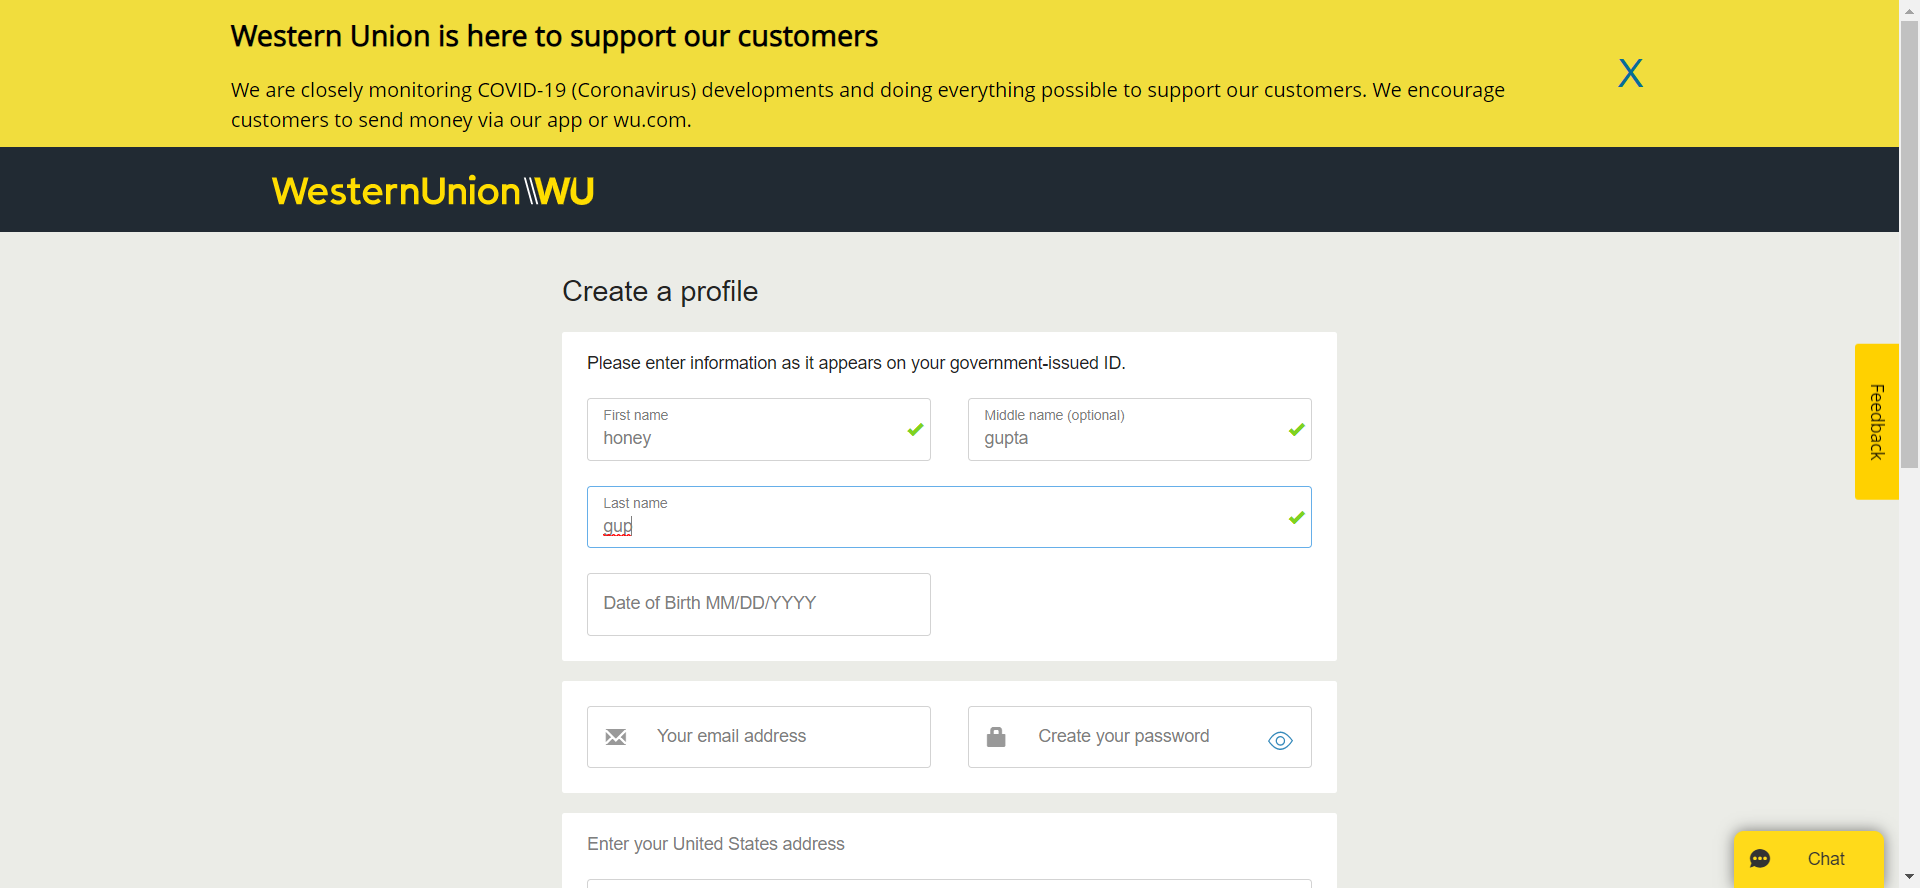 Western Union is here to support our customers
We are closely monitoring COVID-19 (Coronavirus) developments and doing everything possible to support our customers. We encourage
customers to send money via our app or wu.com.
X
WesternUnion WU
Create a profile
Please enter information as it appears on your government-issued ID.
First name
honey
Middle name (optional)
gupta
Last name
gup
Date of Birth MM/DD/YYYY
Your email address
Create your password
Enter your United States address
Feedback
Chat